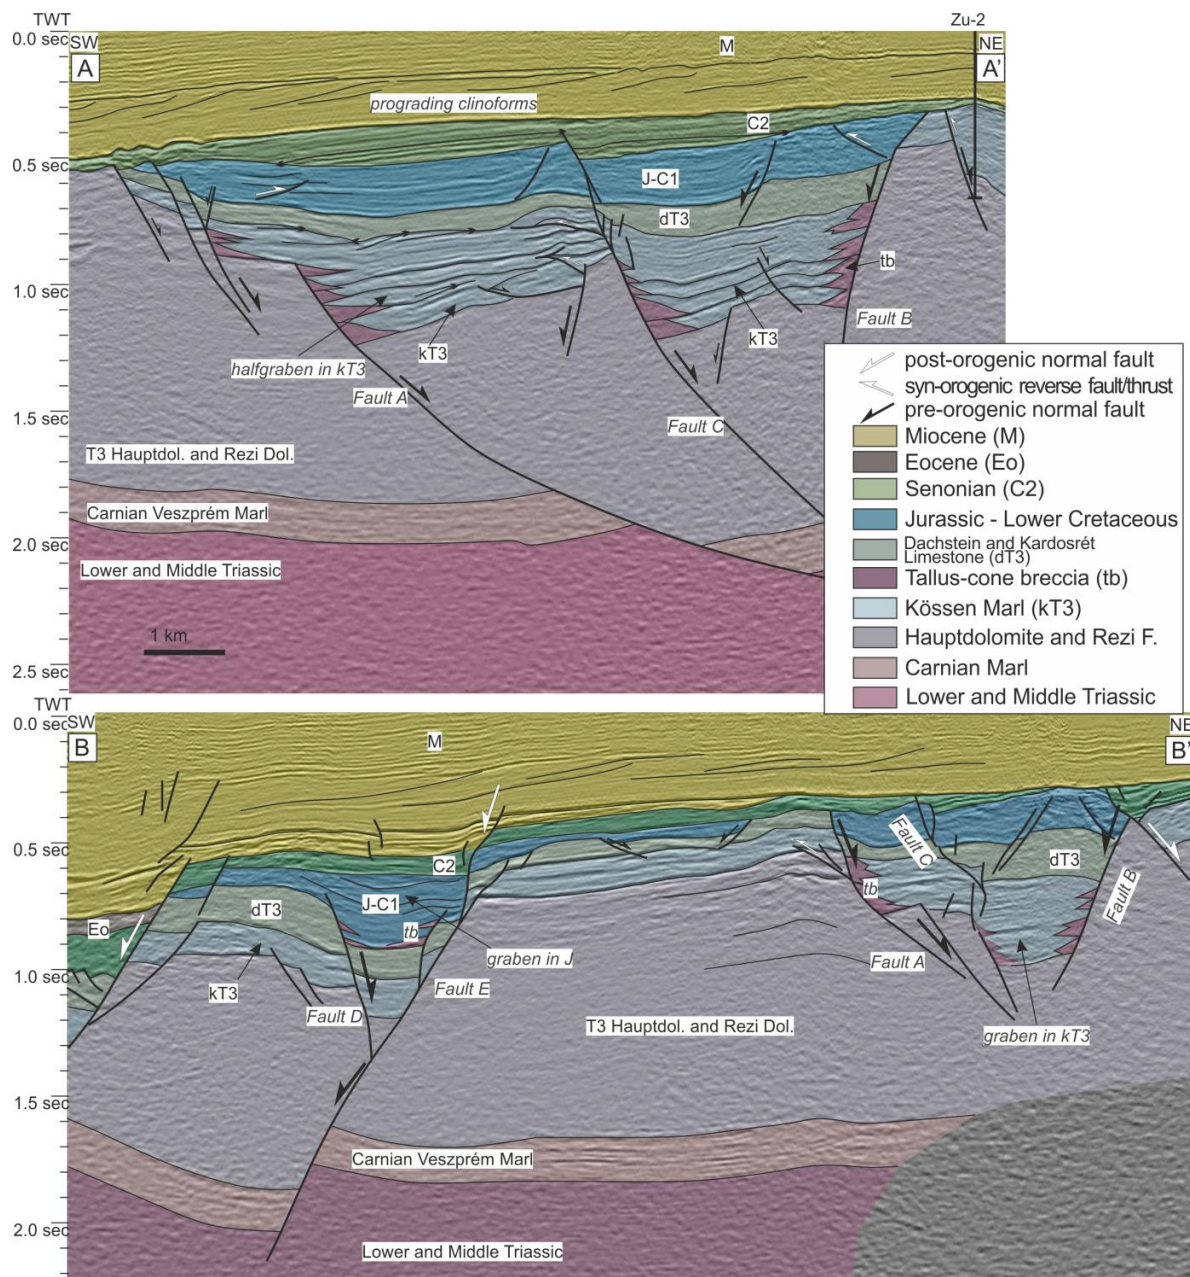 TWT
Zu-2
0.0 sec
SW
M
NE
A
A'
prograding clinoforms
C2
0.5 sec
J-C1
dT3
tb
1.0 sec
Fault B
kT3
kT3
halfgraben in kT3
Fault A
Fault C
1.5 sec
T3 Hauptdol. and Rezi Dol.
Carnian Veszprém Marl
2.0 sec
Lower and Middle Triassic
1 km
2.5 sec
post-orogenic normal fault
syn-orogenic reverse fault/thrust
pre-orogenic normal fault
Miocene (M)
Eocene (Eo)
Senonian (C2)
Jurassic - Lower Cretaceous
Dachstein and Kardosrét
Limestone (dT3)
Tallus-cone breccia (tb)
Kössen Marl (kT3)
Hauptdolomite and Rezi F.
Carnian Marl
Lower and Middle Triassic
TWT
0.0 sec
SW
NE
B
M
B'
0.5 sec
C2
Fault C
dT3
J-C1
tb
dT3
tb
Fault B
Eo
graben in J
Fault A
1.0 sec
kT3
Fault E
Fault D
T3 Hauptdol. and Rezi Dol.
graben in kT3
1.5 sec
Carnian Veszprém Marl
2.0 sec
Lower and Middle Triassic